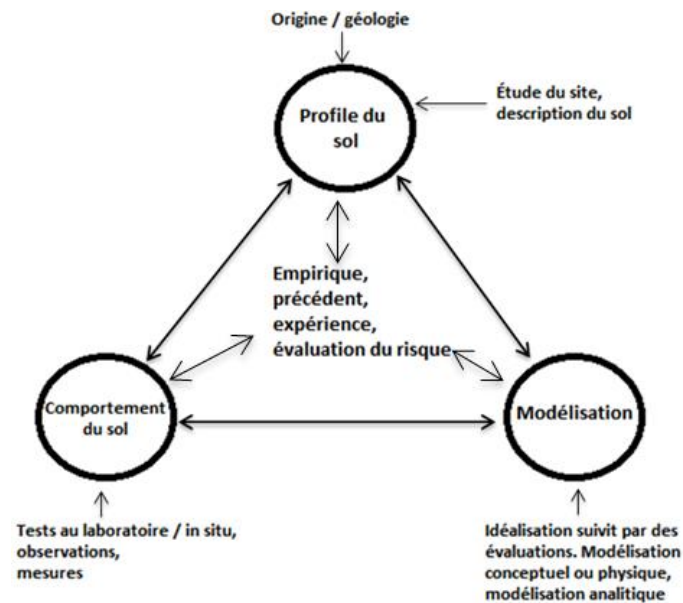 Origine / géologie
Profile du
sol
Étude du site,
description du sol
Empirique,
précédent,
expérience,
évaluation du risque
Comportement
du sol
Modélisation
Tests au laboratoire / in situ,
observations,
mesures
Idéalisation suivit par des
évaluations. Modélisation
conceptuel ou physique,
modélisation analitique